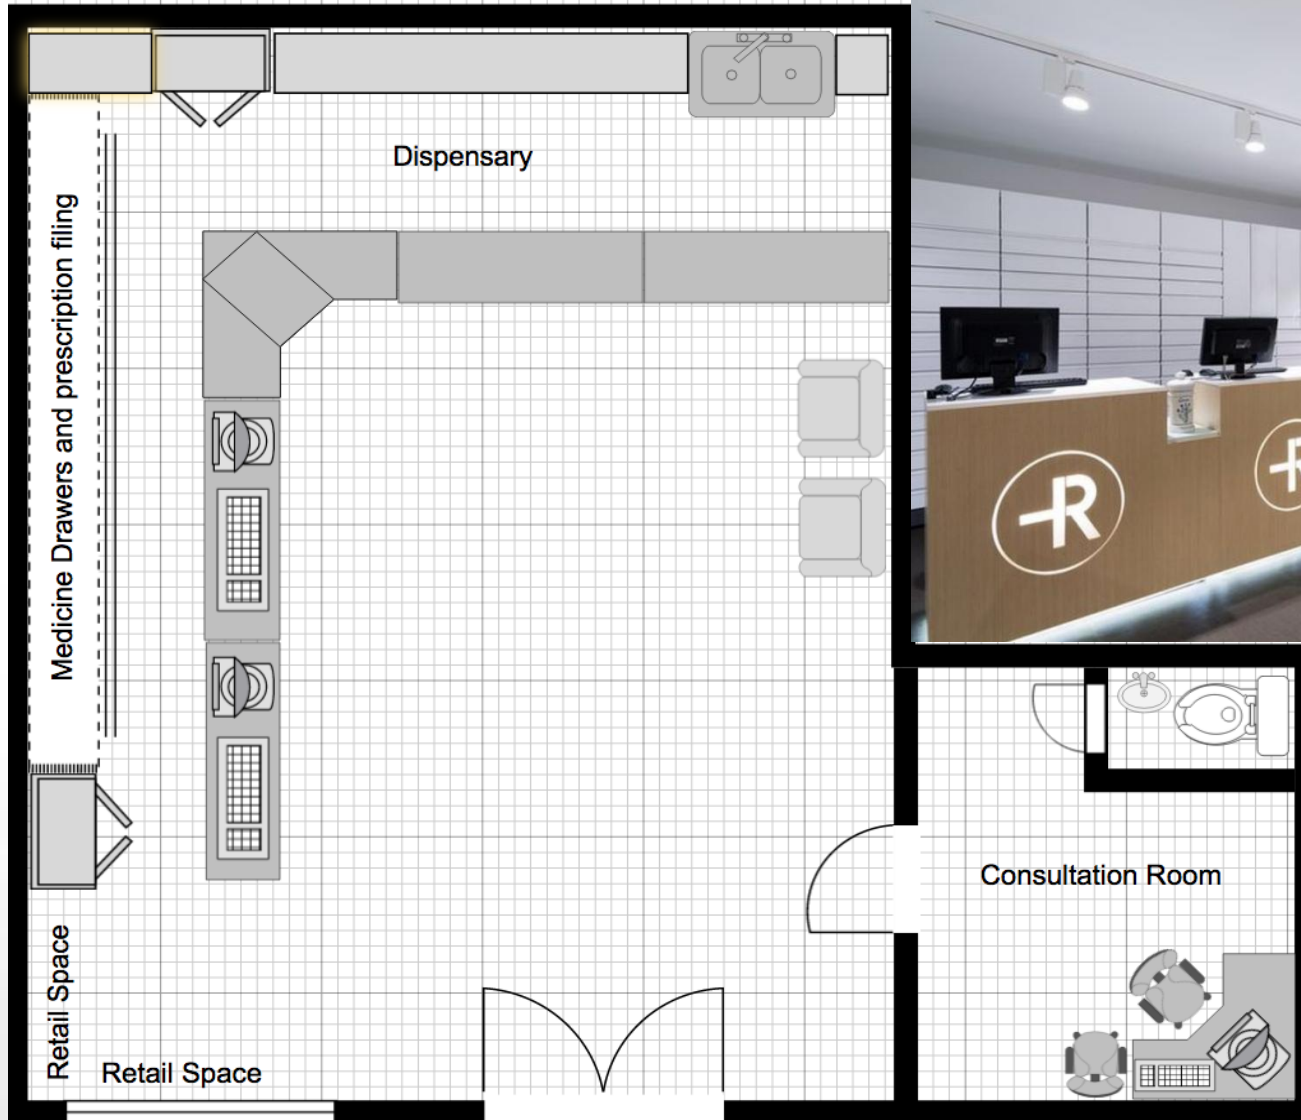 Dispensary
Medicine Drawers and prescription filing
R
R
Consultation Room
Retail Space
Retail Space